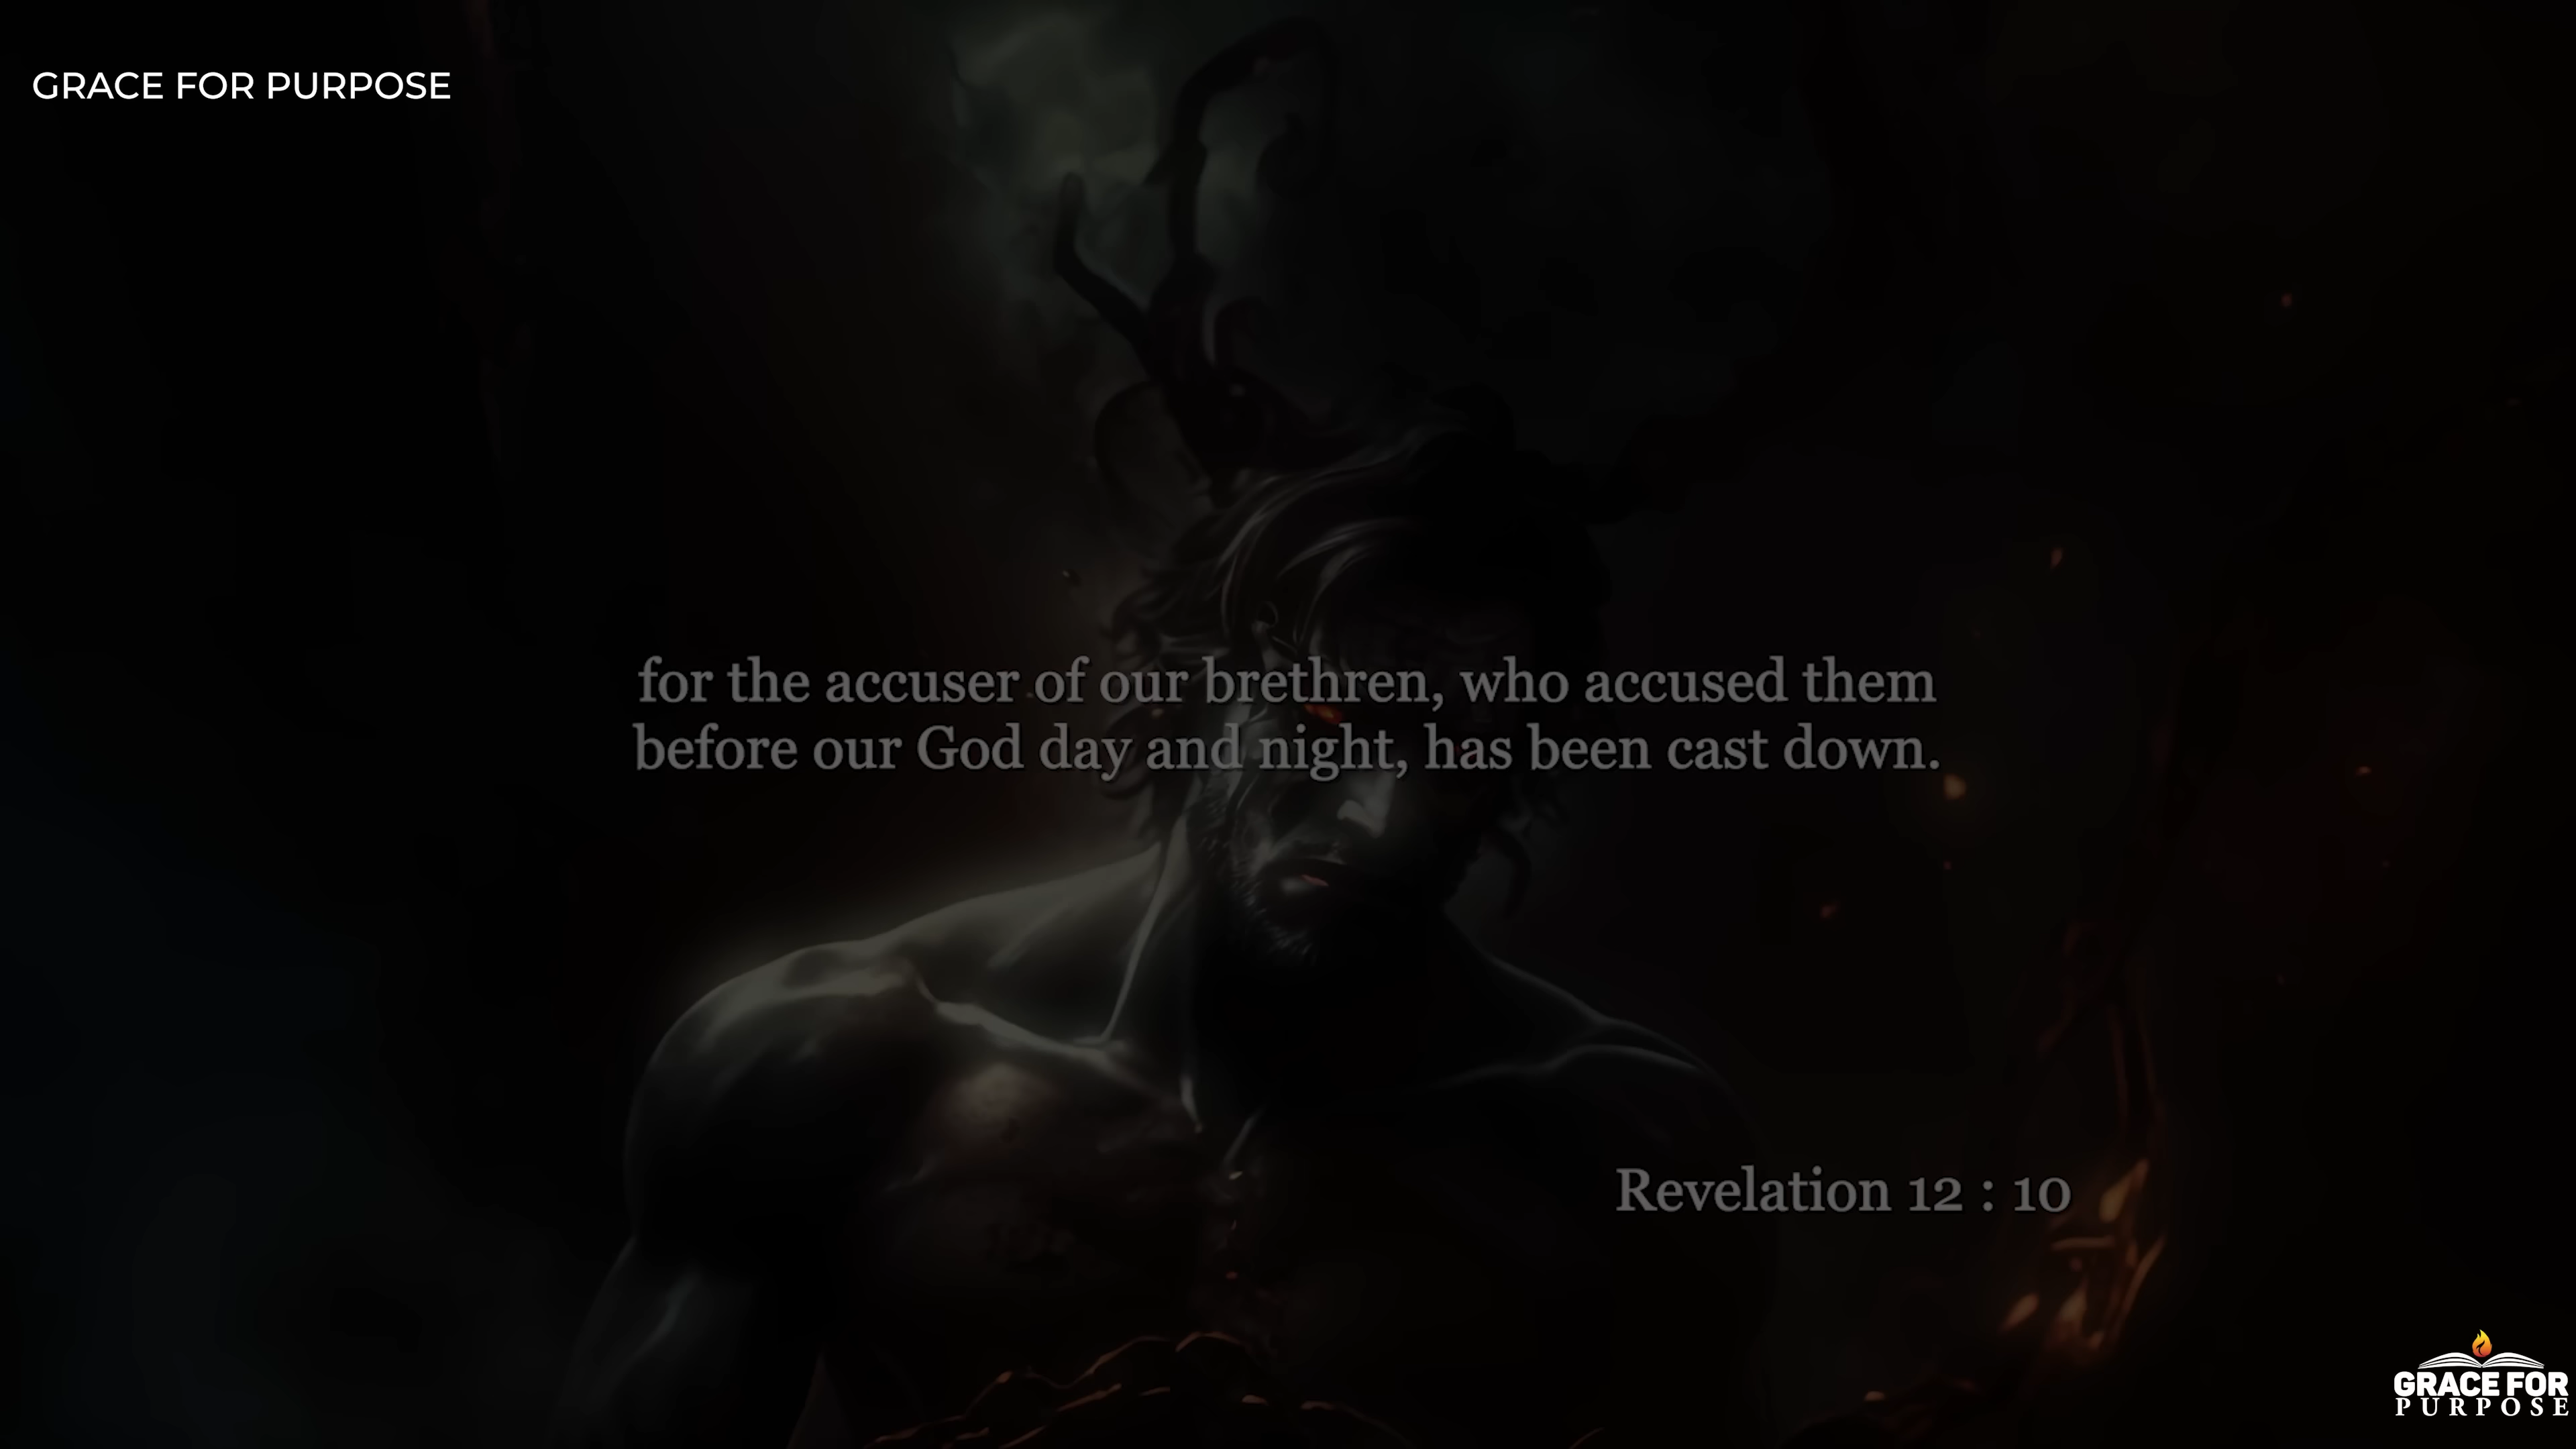 GRACE FOR PURPOSE
for the accuser of our brethren, who accused them
before our God day and night, has been cast down.
Revelation 12 : 10
GRACE FOR
PURPOSE